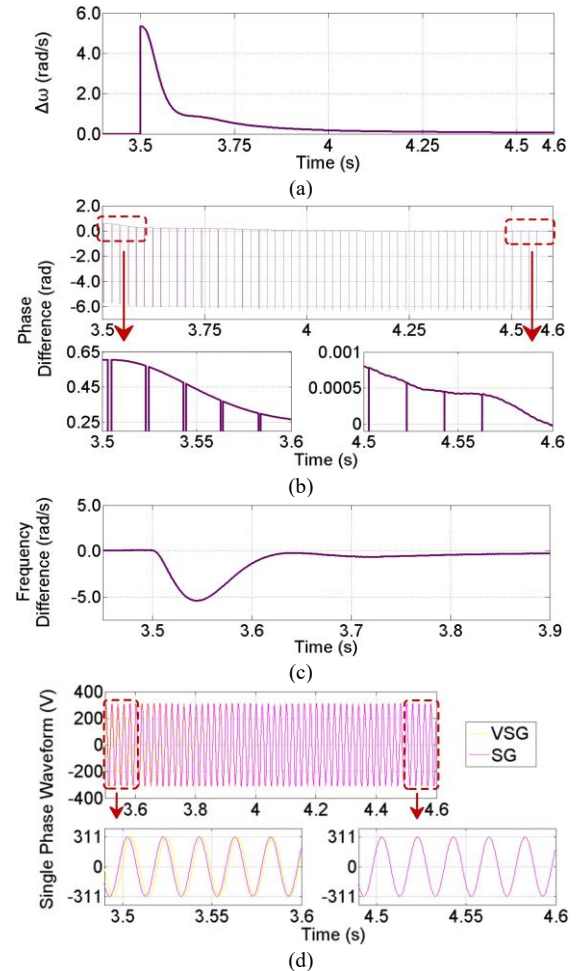 Δω (rad/s)
6.0
4.0
2.0
0.0
3.5 3.75 4 4.25 4.5 4.6
Time (s)
(a)
Phase
Difference (rad)
2.0
0.0
-2.0
-4.0
-6.0
3.5 3.75 4 4.25 4.5 4.6
0.65
0.45
0.25
3.5 3.55 3.6
Time (s)
0.001
0.0005
0
4.5 4.55 4.6
Time (s)
(b)
Frequency
Difference (rad/s)
5.0
0.0
-5.0
3.5 3.6 3.7 3.8 3.9
Time (s)
(c)
Single Phase Waveform (V)
400
200
0
-200
-400
3.6 3.8 4 4.2 4.4 4.6
VSG
SG
311
0
-311
3.5 3.55 3.6
311
0
-311
4.5 4.55 4.6
Time (s)
(d)